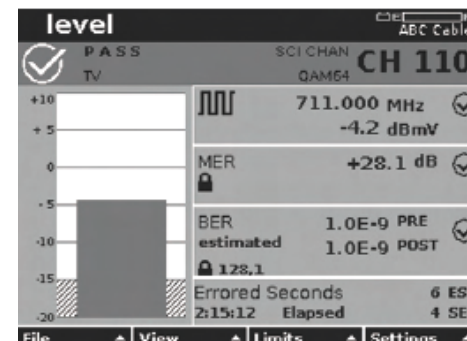 level
ABC Cable
PASS
TV
SCI CHAN
QAM64
CH 110
+10
+ 5
0
- 5
-10
-15
-20
711.000 MHz
-4.2 dBmV
MER
+28.1 dB
BER
estimated
1.0E-9 PRE
1.0E-9 POST
128,1
Errored Seconds
6 ES
2:15:12 Elapsed
4 SE
File
View
Limits
Settings